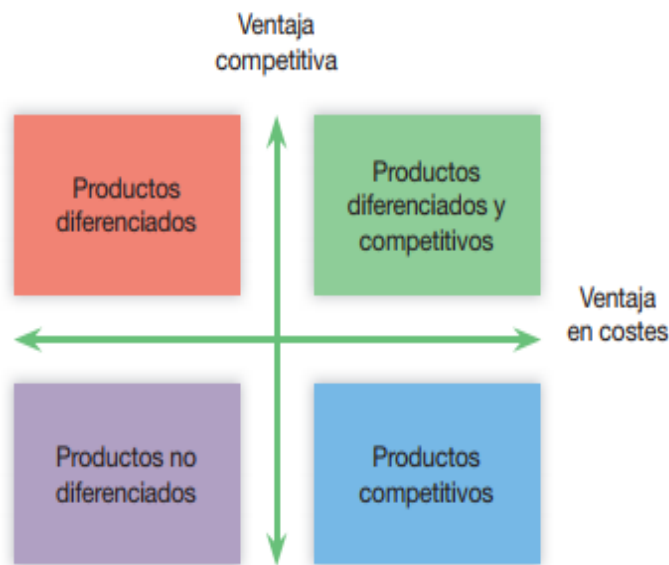 Ventaja
competitiva
Productos
diferenciados
Productos
diferenciados y
competitivos
Ventaja
en costes
Productos no
diferenciados
Productos
competitivos